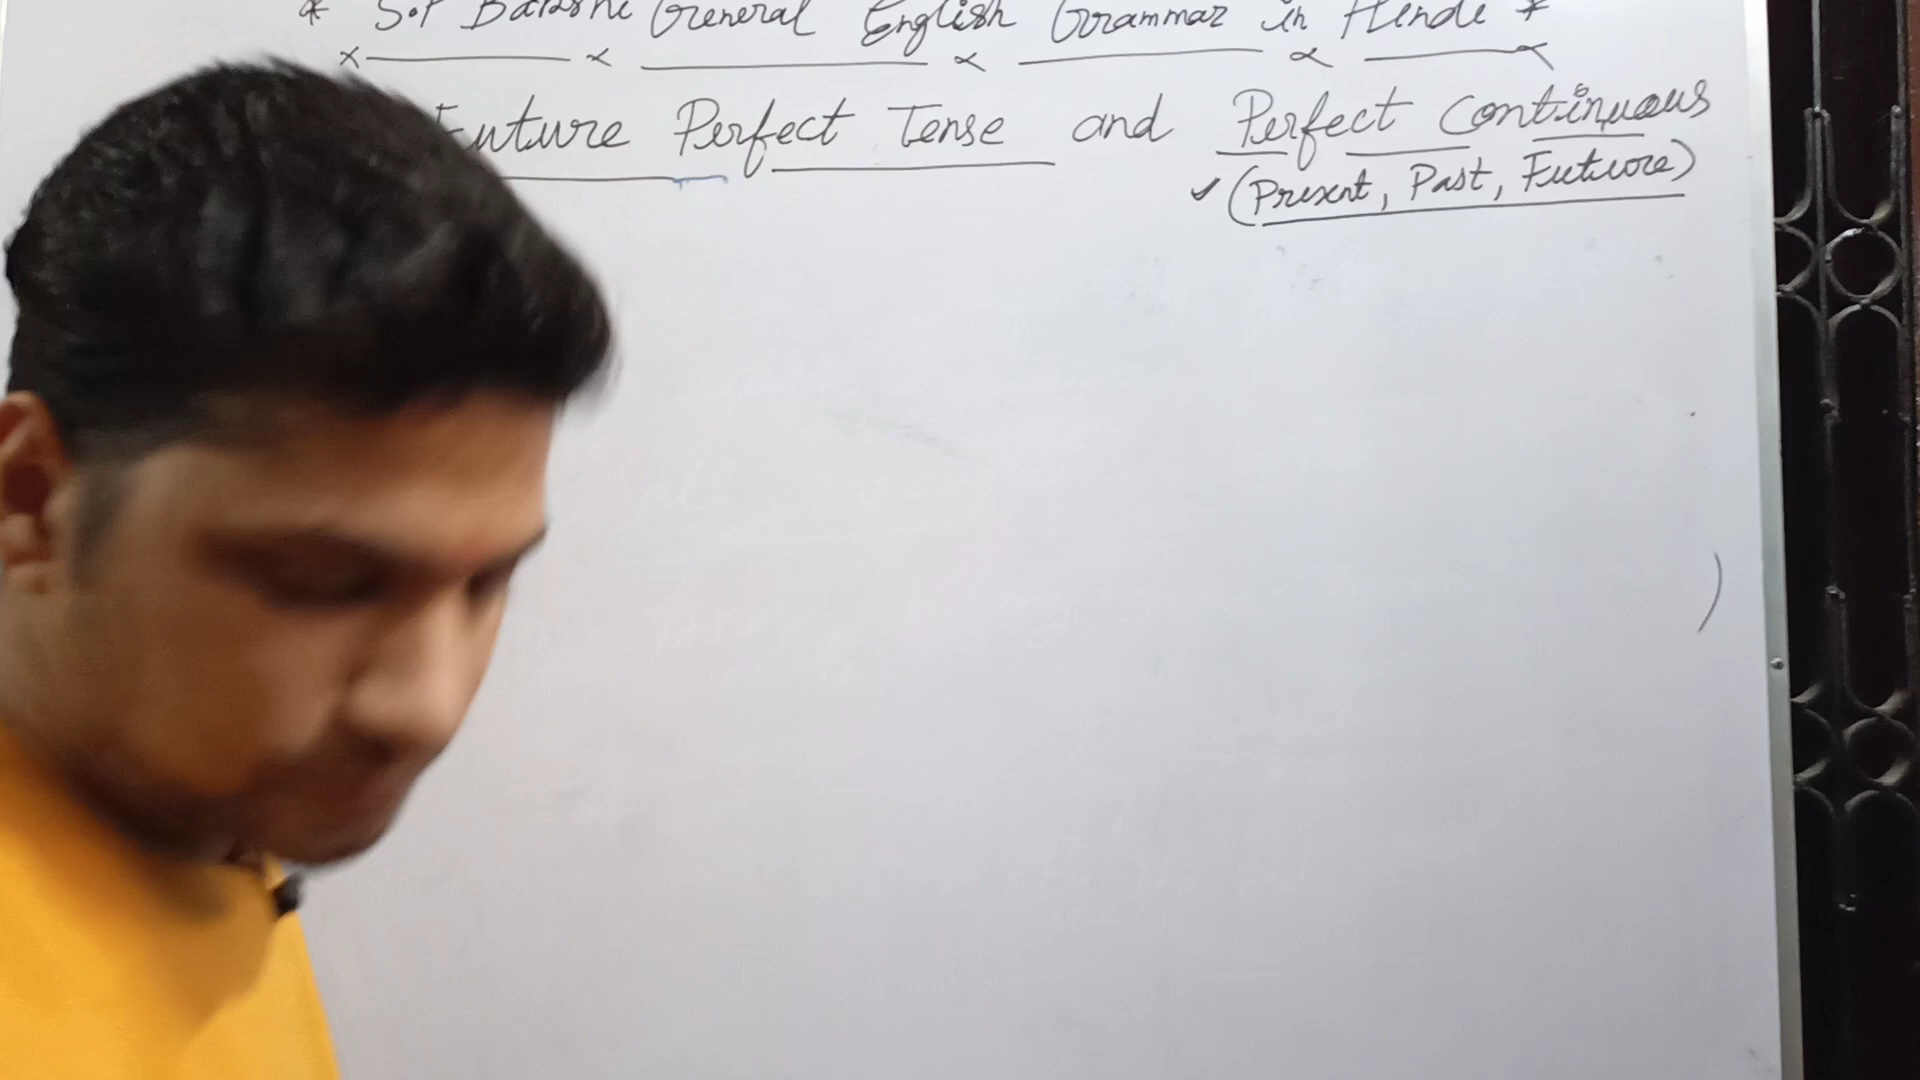 * S.P Bakshi General English Grammar in Hindi *
Future Perfect Tense and Perfect Continuous
✓ (Present, Past, Future)
)